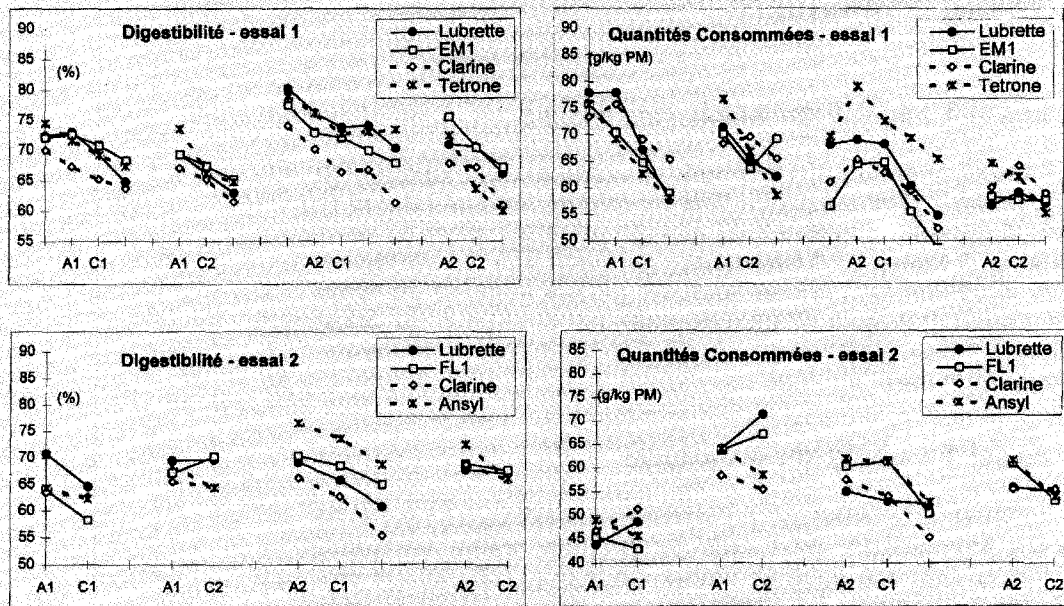 Digestibilité - essai 1
(%)
Lubrette
EM1
Clarine
Tetrone
90
85
80
75
70
65
60
55
A1 C1 A1 C2 A2 C1 A2 C2
Quantités Consommées - essai 1
(g/kg PM)
Lubrette
EM1
Clarine
Tetrone
90
85
80
75
70
65
60
55
50
A1 C1 A1 C2 A2 C1 A2 C2
Digestibilité - essai 2
(%)
Lubrette
FL1
Clarine
Ansyl
90
85
80
75
70
65
60
55
50
A1 C1 A1 C2 A2 C1 A2 C2
Quantités Consommées - essai 2
(g/kg PM)
Lubrette
FL1
Clarine
Ansyl
85
80
75
70
65
60
55
50
45
40
A1 C1 A1 C2 A2 C1 A2 C2